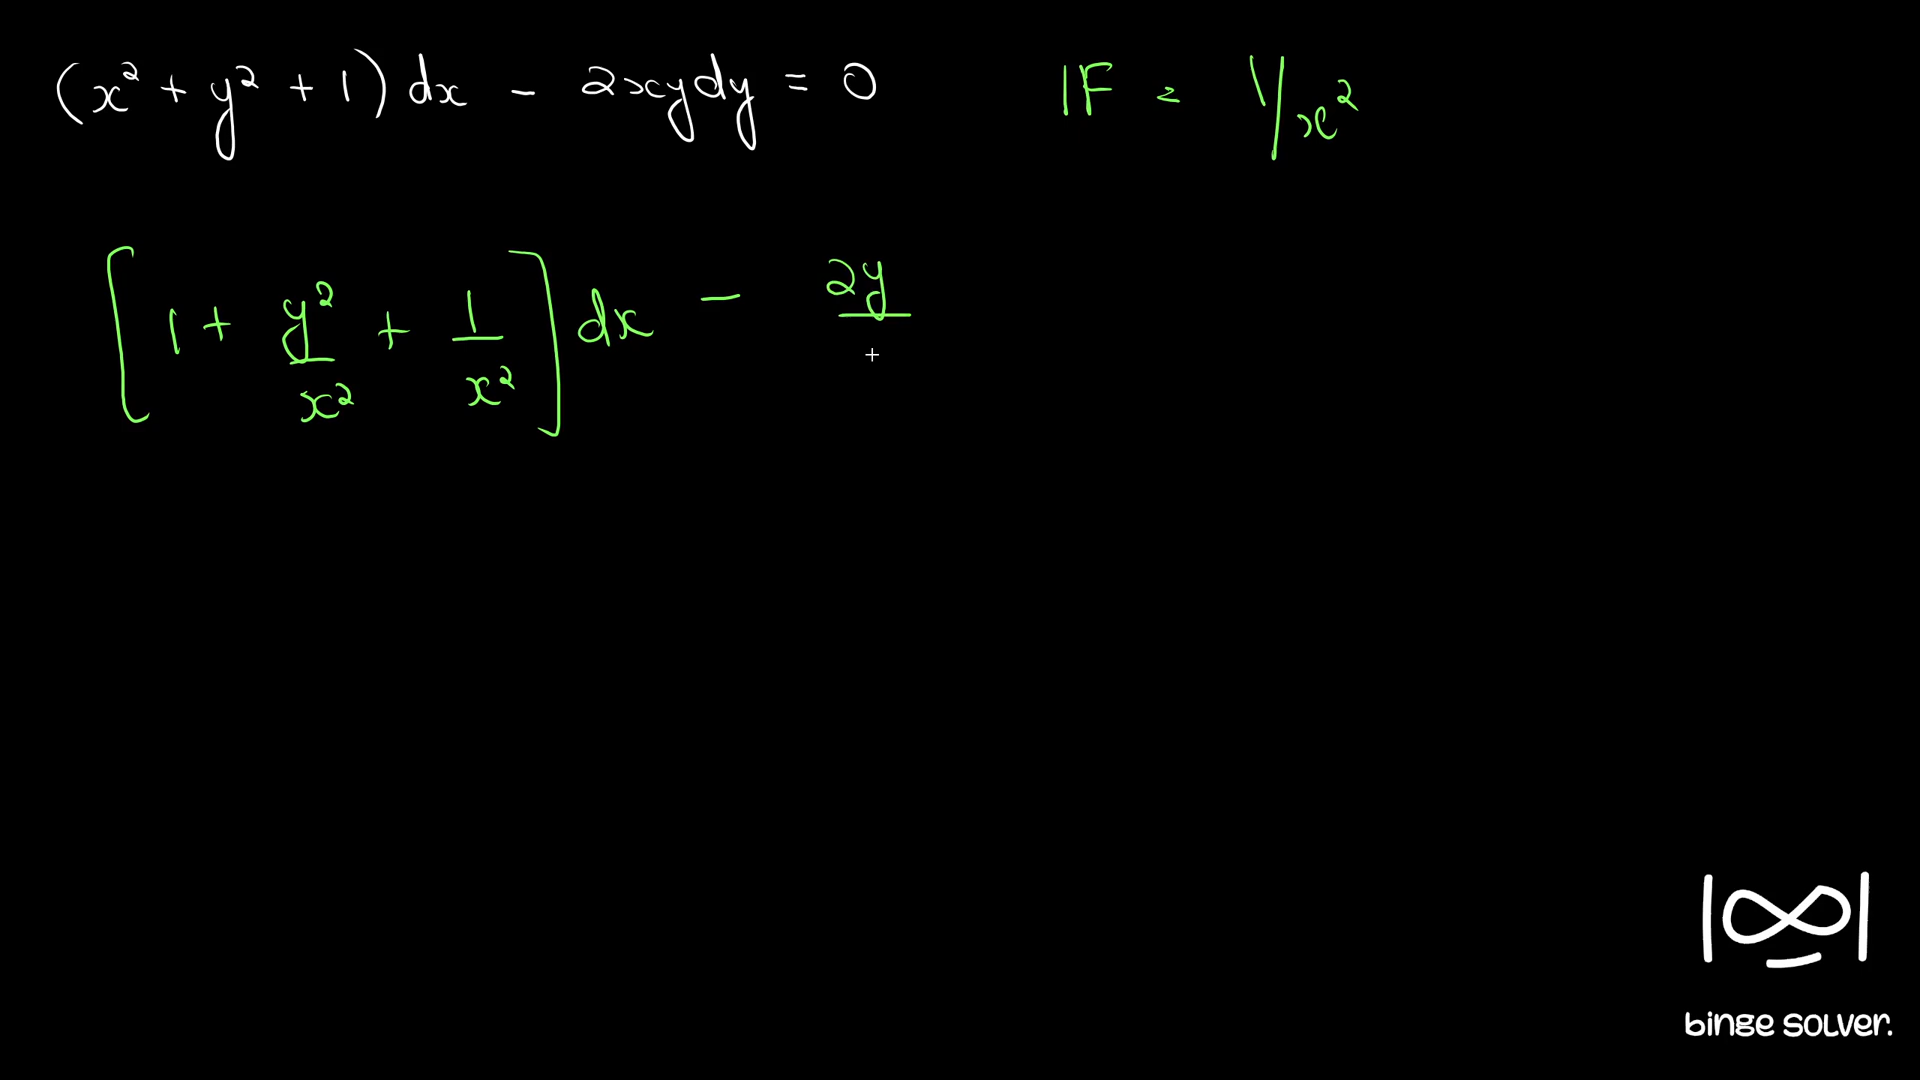 (x² + y² + 1) dx - 2xydy = 0    IF = 1/x²
[1 + y²/x² + 1/x²] dx - 2y/
binge solver.